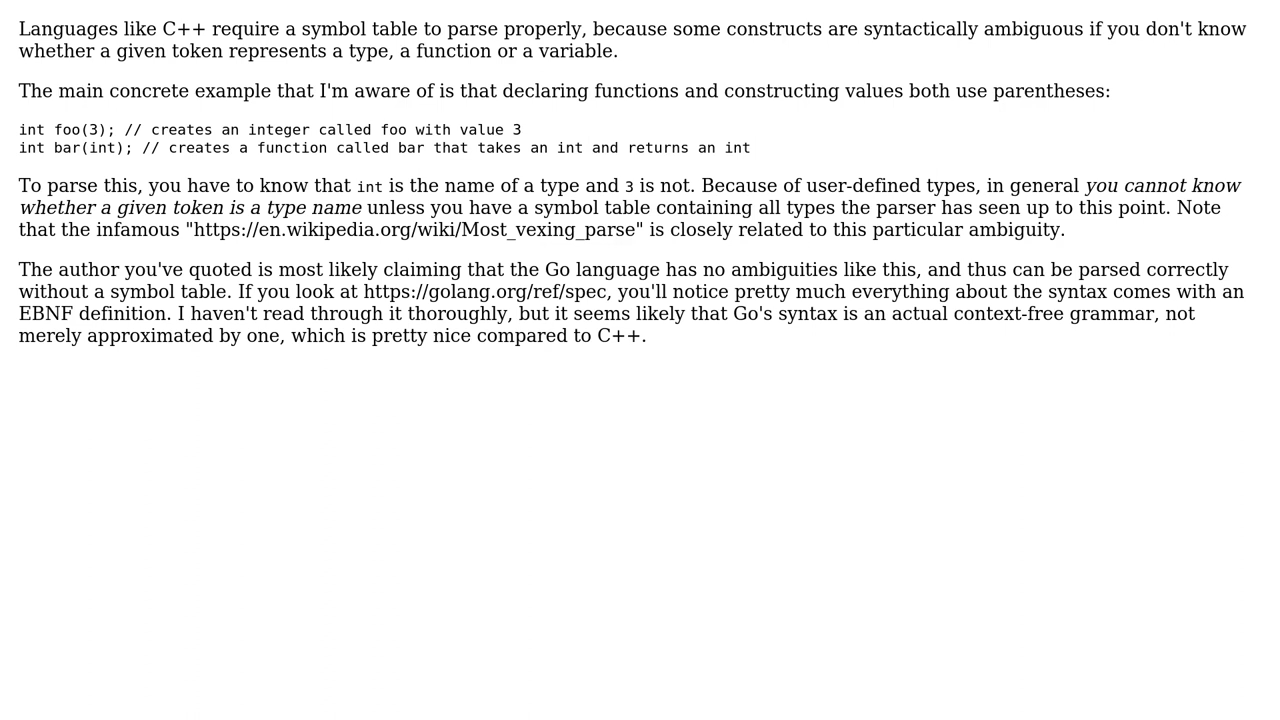 Languages like C++ require a symbol table to parse properly, because some constructs are syntactically ambiguous if you don't know
whether a given token represents a type, a function or a variable.
The main concrete example that I'm aware of is that declaring functions and constructing values both use parentheses:
int foo(3); // creates an integer called foo with value 3
int bar(int); // creates a function called bar that takes an int and returns an int
To parse this, you have to know that int is the name of a type and 3 is not. Because of user-defined types, in general you cannot know
whether a given token is a type name unless you have a symbol table containing all types the parser has seen up to this point. Note
that the infamous "https://en.wikipedia.org/wiki/Most_vexing_parse" is closely related to this particular ambiguity.
The author you've quoted is most likely claiming that the Go language has no ambiguities like this, and thus can be parsed correctly
without a symbol table. If you look at https://golang.org/ref/spec, you'll notice pretty much everything about the syntax comes with an
EBNF definition. I haven't read through it thoroughly, but it seems likely that Go's syntax is an actual context-free grammar, not
merely approximated by one, which is pretty nice compared to C++.